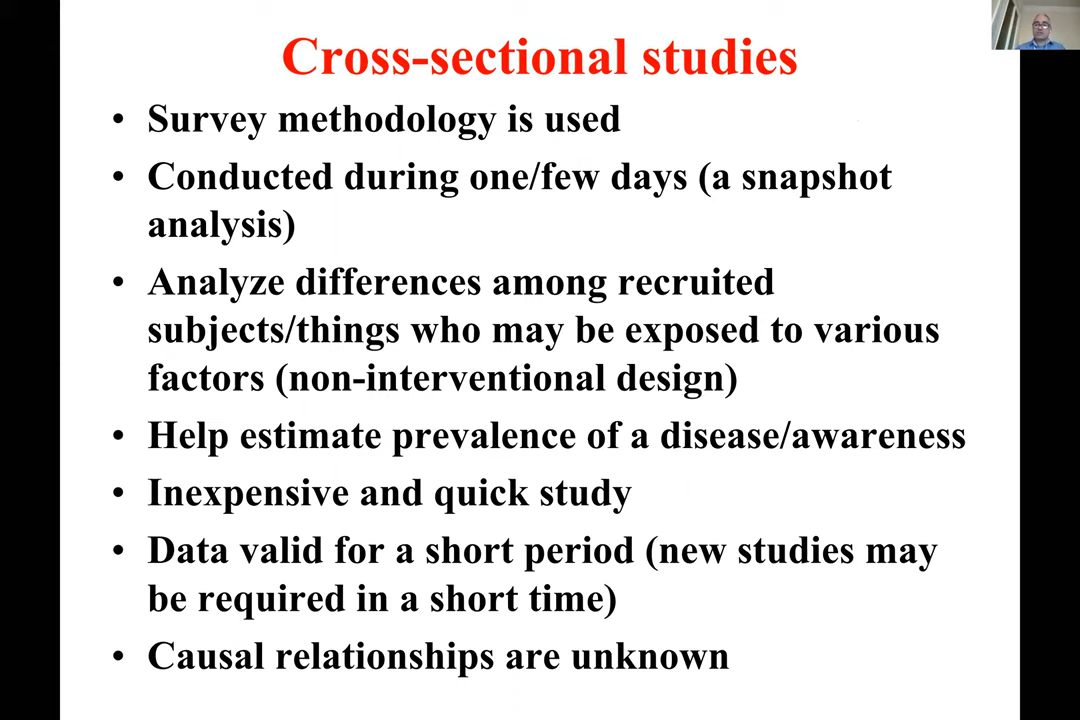 Cross-sectional studies
• Survey methodology is used
• Conducted during one/few days (a snapshot
analysis)
• Analyze differences among recruited
subjects/things who may be exposed to various
factors (non-interventional design)
• Help estimate prevalence of a disease/awareness
• Inexpensive and quick study
• Data valid for a short period (new studies may
be required in a short time)
• Causal relationships are unknown